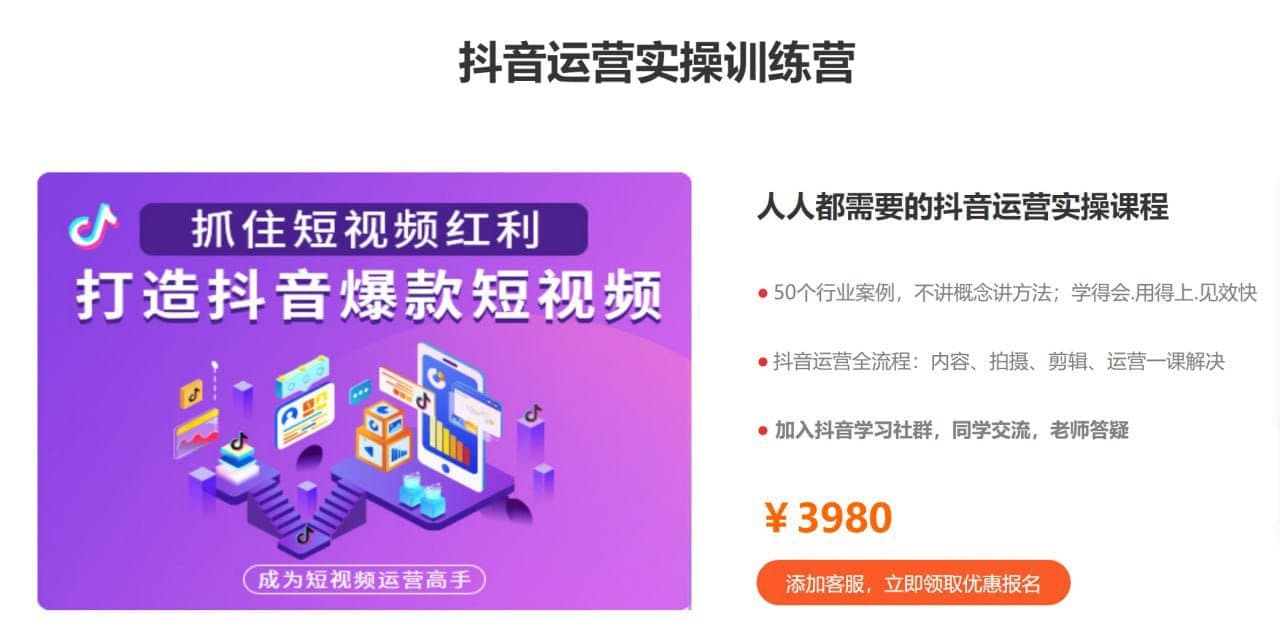 抖音运营实操训练营
抓住短视频红利
打造抖音爆款短视频
成为短视频运营高手
人人都需要的抖音运营实操课程
50个行业案例，不讲概念讲方法；学得会.用得上.见效快
抖音运营全流程：内容、拍摄、剪辑、运营一课解决
加入抖音学习社群，同学交流，老师答疑
￥3980
添加客服，立即领取优惠报名